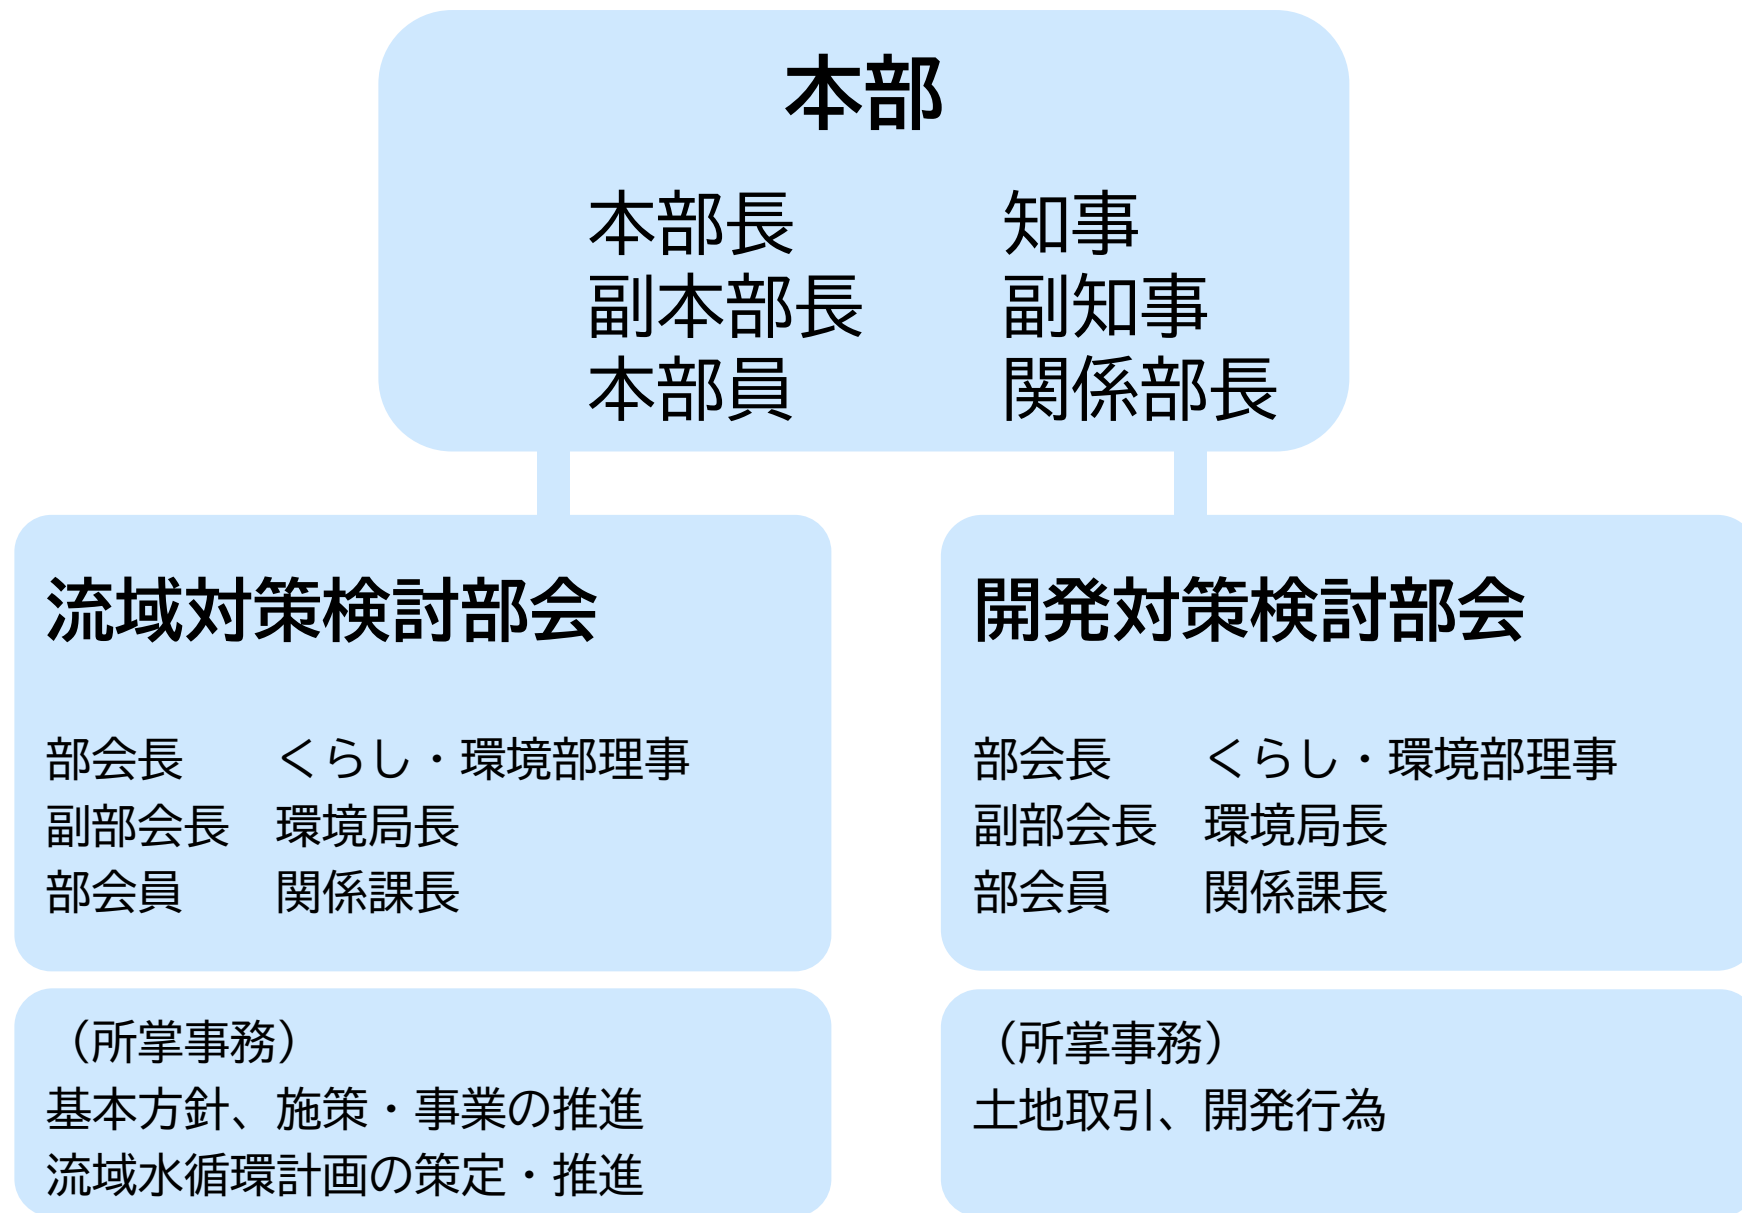 本部
本部長 知事
副本部長 副知事
本部員 関係部長
流域対策検討部会
部会長 くらし・環境部理事
副部会長 環境局長
部会員 関係課長
（所掌事務）
基本方針、施策・事業の推進
流域水循環計画の策定・推進
開発対策検討部会
部会長 くらし・環境部理事
副部会長 環境局長
部会員 関係課長
（所掌事務）
土地取引、開発行為